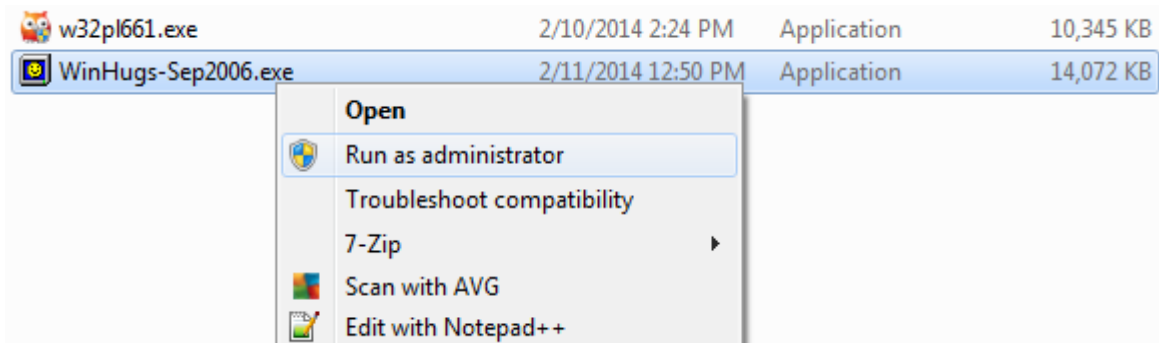 w32pl661.exe 2/10/2014 2:24 PM Application 10,345 KB
WinHugs-Sep2006.exe 2/11/2014 12:50 PM Application 14,072 KB
Open
Run as administrator
Troubleshoot compatibility
7-Zip
Scan with AVG
Edit with Notepad++